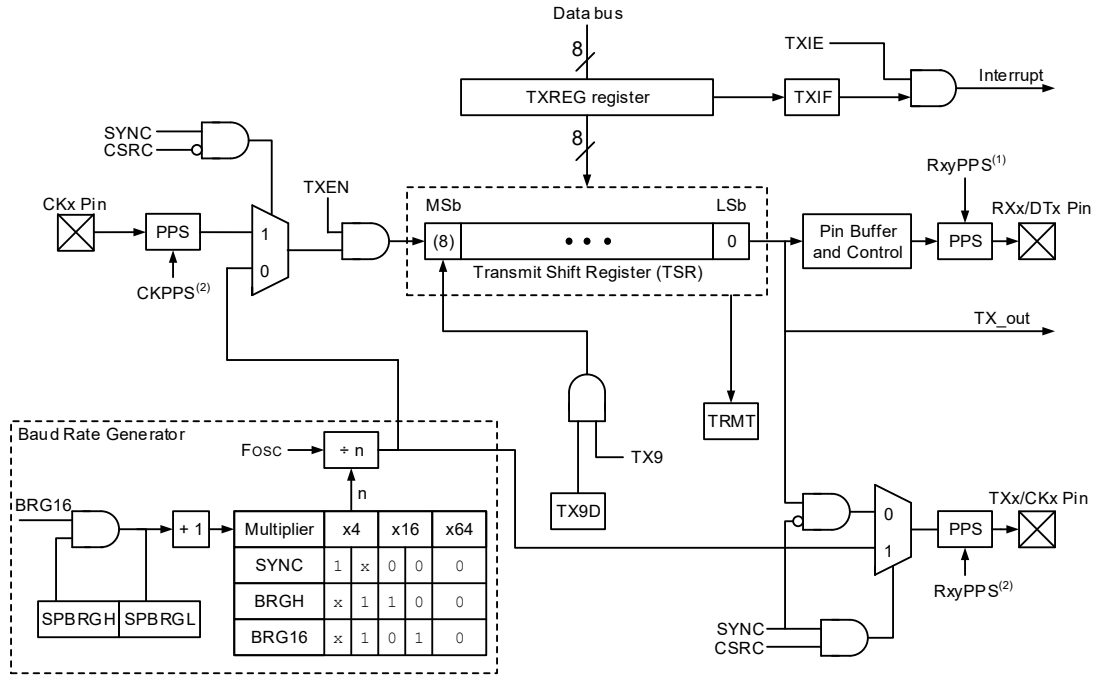 Data bus
8
TXREG register
TXIE
TXIF
Interrupt
8
SYNC
CSRC
CKx Pin
PPS
CKPPS(2)
1
0
TXEN
MSb
LSb
(8)
• • •
0
Transmit Shift Register (TSR)
Pin Buffer
and Control
RxyPPS(1)
PPS
RXx/DTx Pin
TX_out
TRMT
TX9
TX9D
Baud Rate Generator
FOSC
÷ n
n
BRG16
+ 1
SPBRGH
SPBRGL
Multiplier x4 x16 x64
SYNC 1 x 0 0 0
BRGH x 1 1 0 0
BRG16 x 1 0 1 0
0
1
PPS
TXx/CKx Pin
RxyPPS(2)
SYNC
CSRC